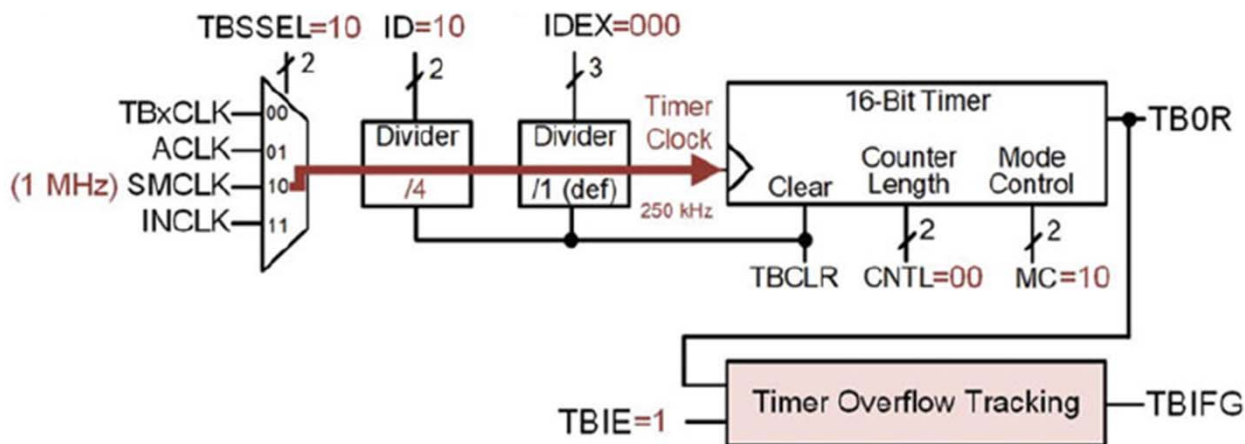 TBSSEL=10 ID=10 IDEX=000
2 2 3
TBxCLK 00
ACLK 01
(1 MHz) SMCLK 10
INCLK 11
Divider
/4
Divider
/1 (def)
Timer
Clock
250 kHz
16-Bit Timer
Counter
Length
Mode
Control
Clear
TB0R
2 2
TBCLR CNTL=00 MC=10
Timer Overflow Tracking
TBIE=1
TBIFG